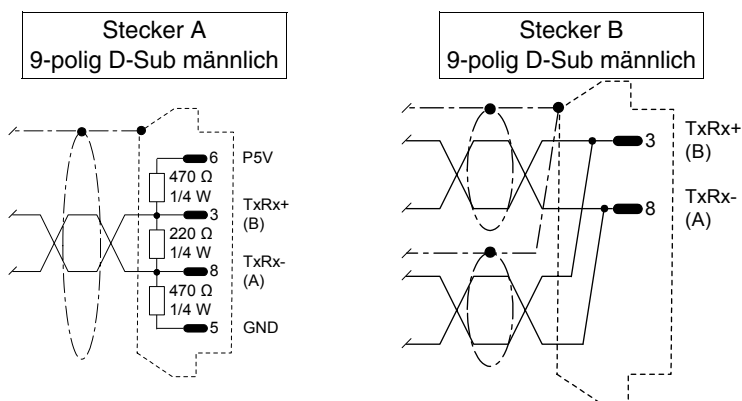 Stecker A
9-polig D-Sub männlich
6 P5V
470 Ω
1/4 W
3 TxRx+
(B)
220 Ω
1/4 W
8 TxRx-
(A)
470 Ω
1/4 W
5 GND
Stecker B
9-polig D-Sub männlich
3 TxRx+
(B)
8 TxRx-
(A)